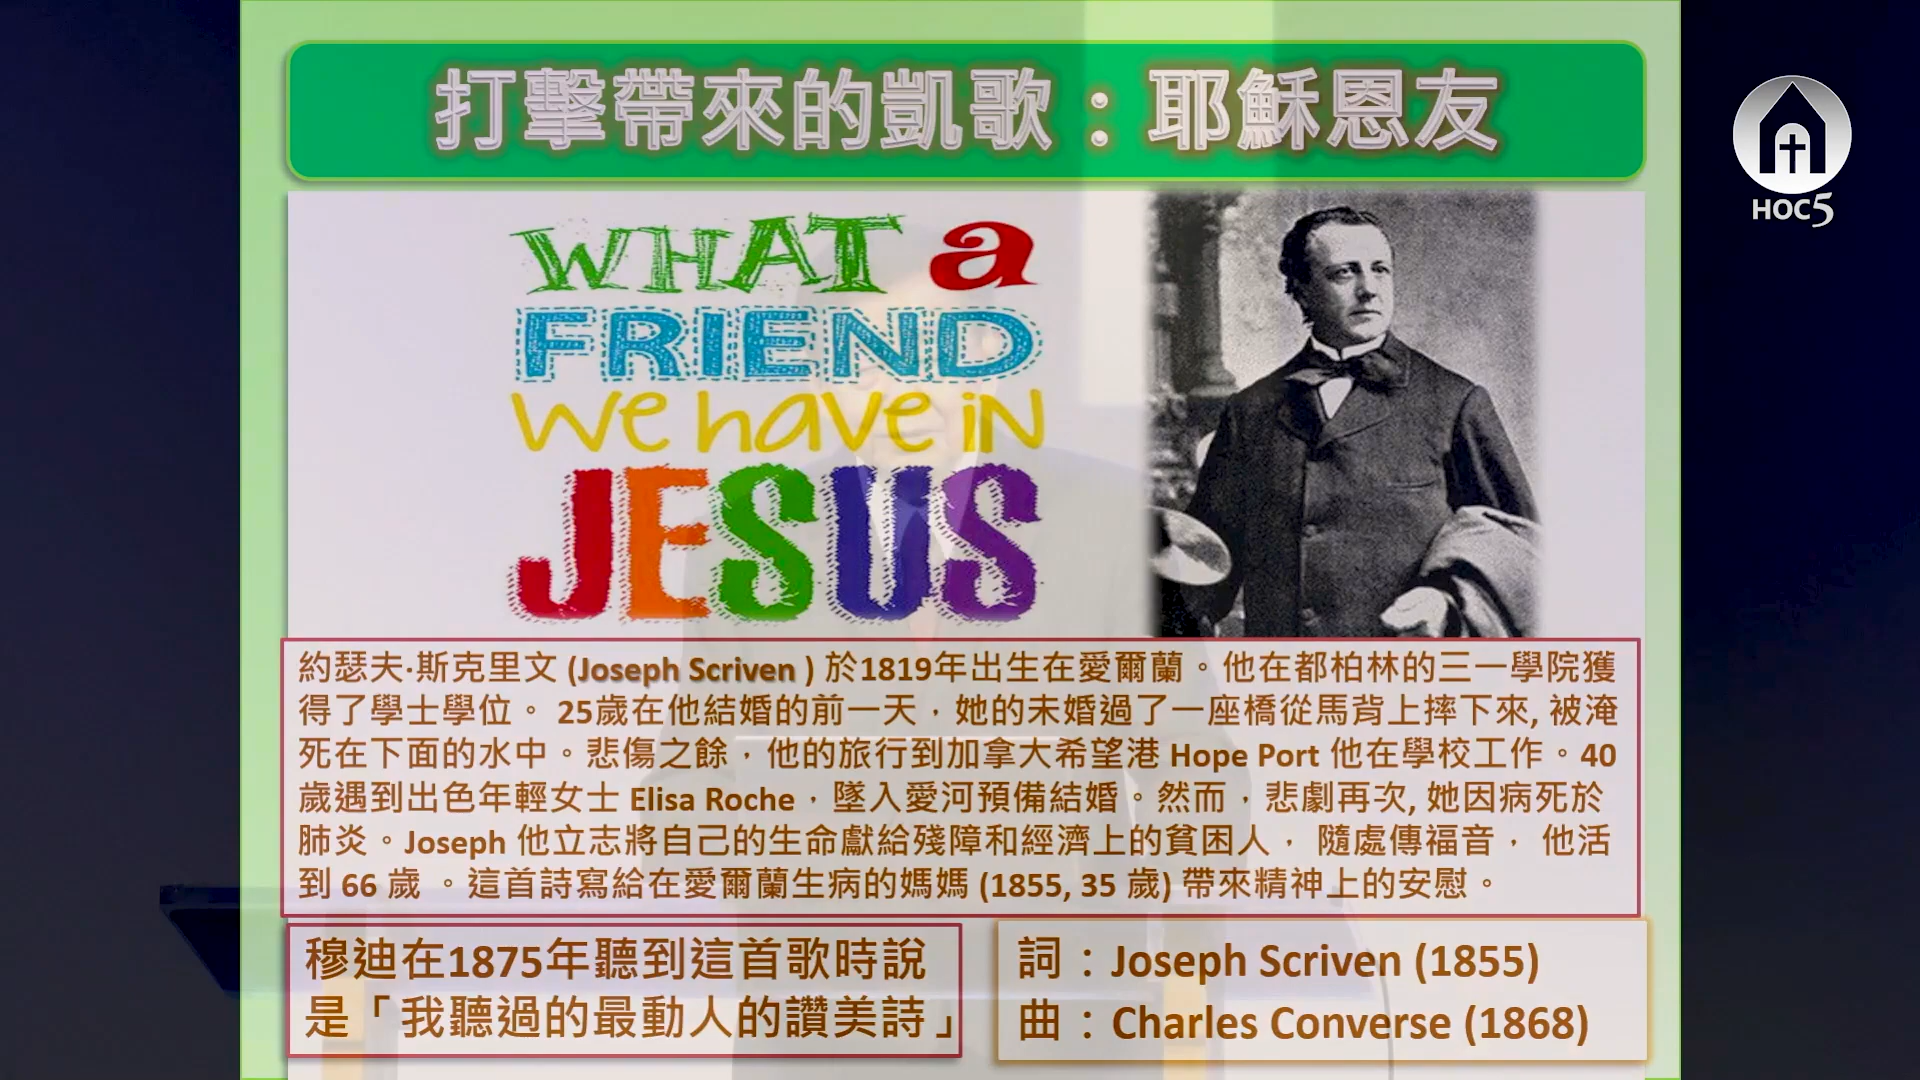 打擊帶來的凱歌：耶穌恩友
HOC5
WHAT a
FRIEND
we have iN
JESUS
約瑟夫·斯克里文 (Joseph Scriven ) 於1819年出生在愛爾蘭。他在都柏林的三一學院獲
得了學士學位。 25歲在他結婚的前一天，她的未婚過了一座橋從馬背上摔下來, 被淹
死在下面的水中。悲傷之餘，他的旅行到加拿大希望港 Hope Port 他在學校工作。40
歲遇到出色年輕女士 Elisa Roche，墜入愛河預備結婚。然而，悲劇再次, 她因病死於
肺炎。Joseph 他立志將自己的生命獻給殘障和經濟上的貧困人， 隨處傳福音， 他活
到 66 歲 。這首詩寫給在愛爾蘭生病的媽媽 (1855, 35 歲) 帶來精神上的安慰。
穆迪在1875年聽到這首歌時說
是「我聽過的最動人的讚美詩」
詞：Joseph Scriven (1855)
曲：Charles Converse (1868)